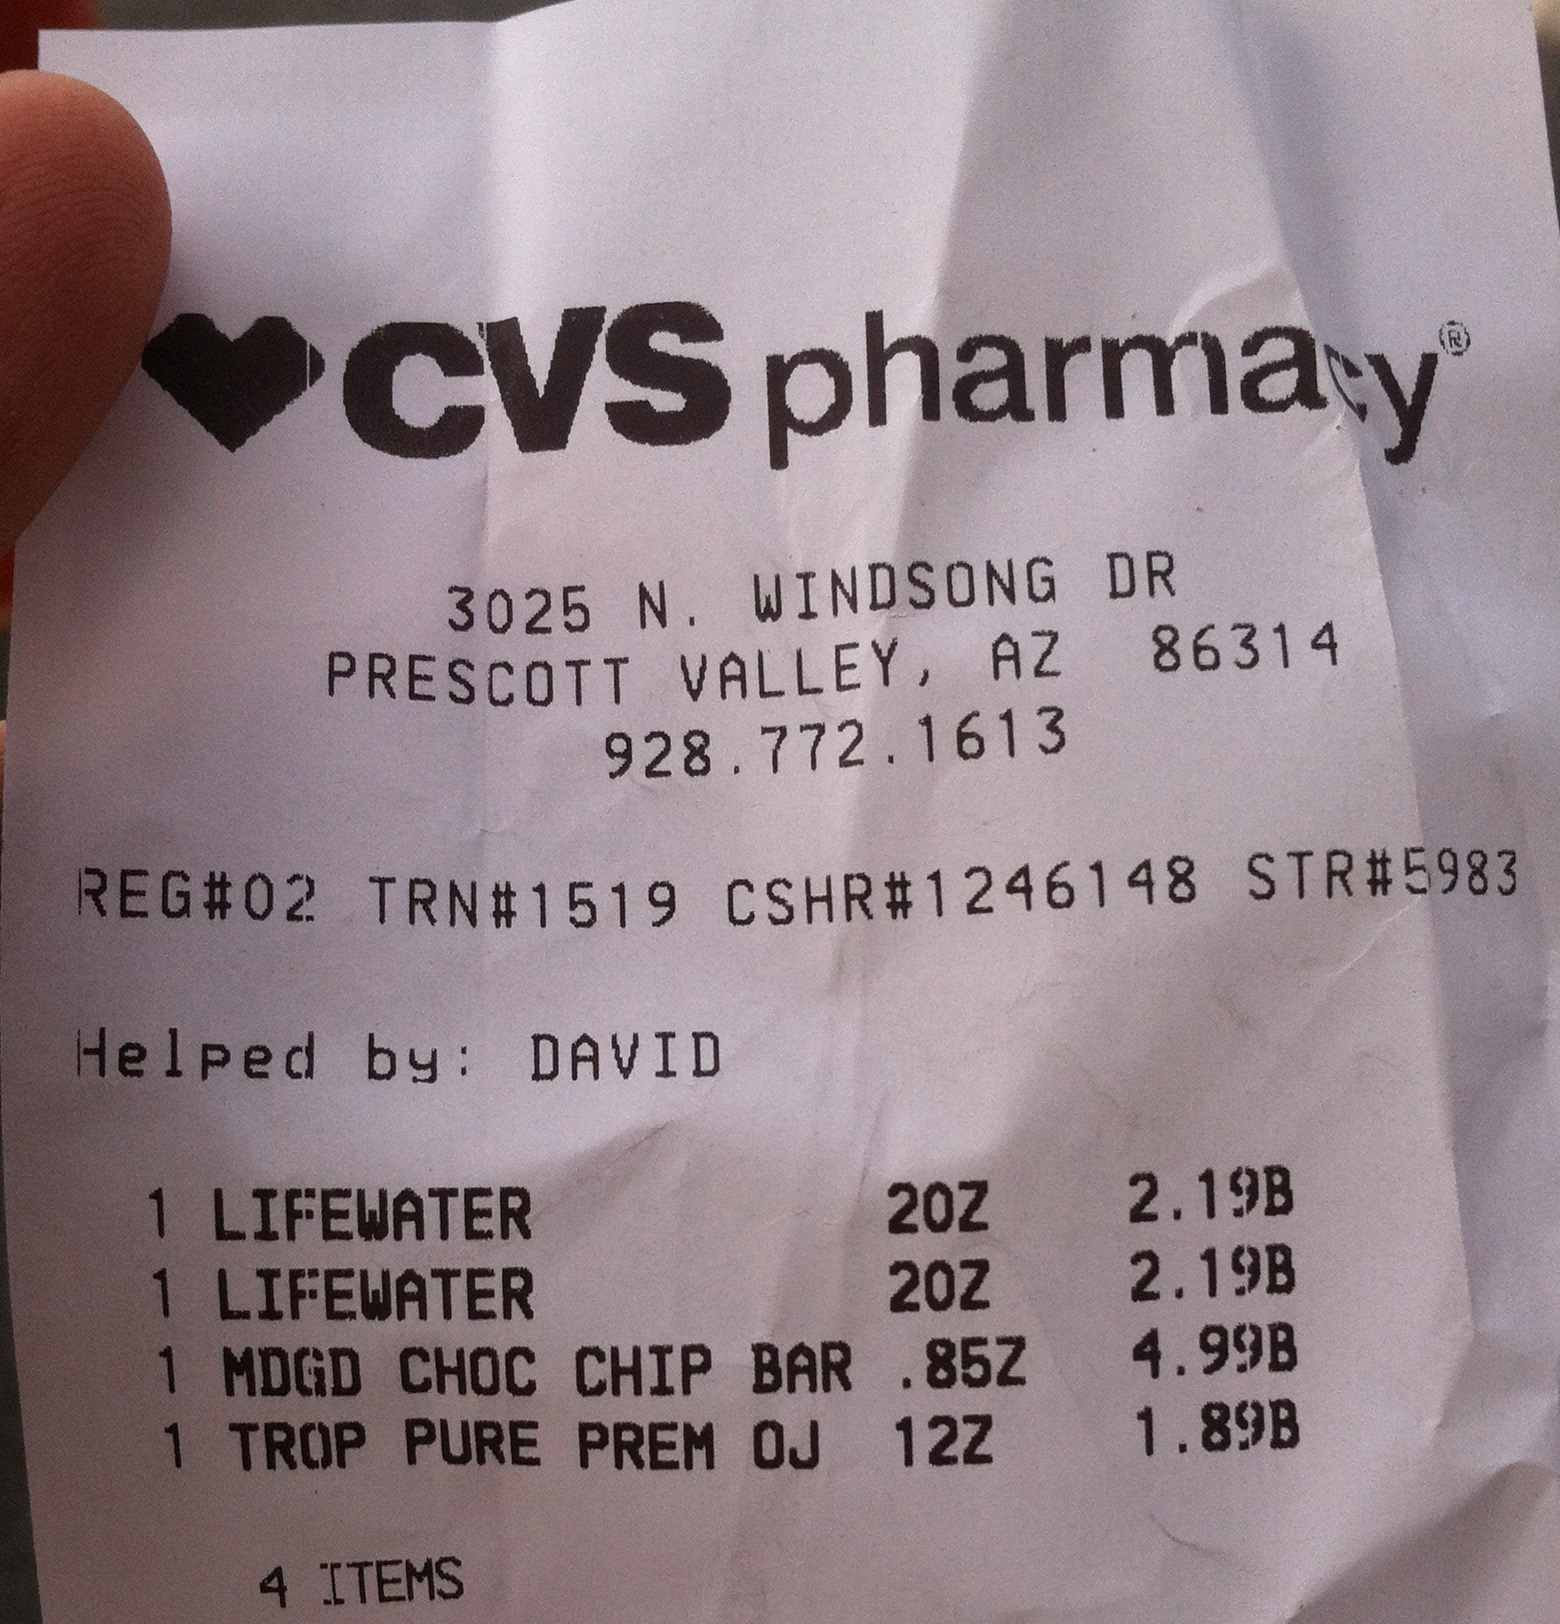 CVS pharmacy®
3025 N. WINDSONG DR
PRESCOTT VALLEY, AZ 86314
928.772.1613
REG#02 TRN#1519 CSHR#1246148 STR#5983
Helped by: DAVID
1 LIFEWATER 20Z 2.19B
1 LIFEWATER 20Z 2.19B
1 MDGD CHOC CHIP BAR .85Z 4.99B
1 TROP PURE PREM OJ 12Z 1.89B
4 ITEMS